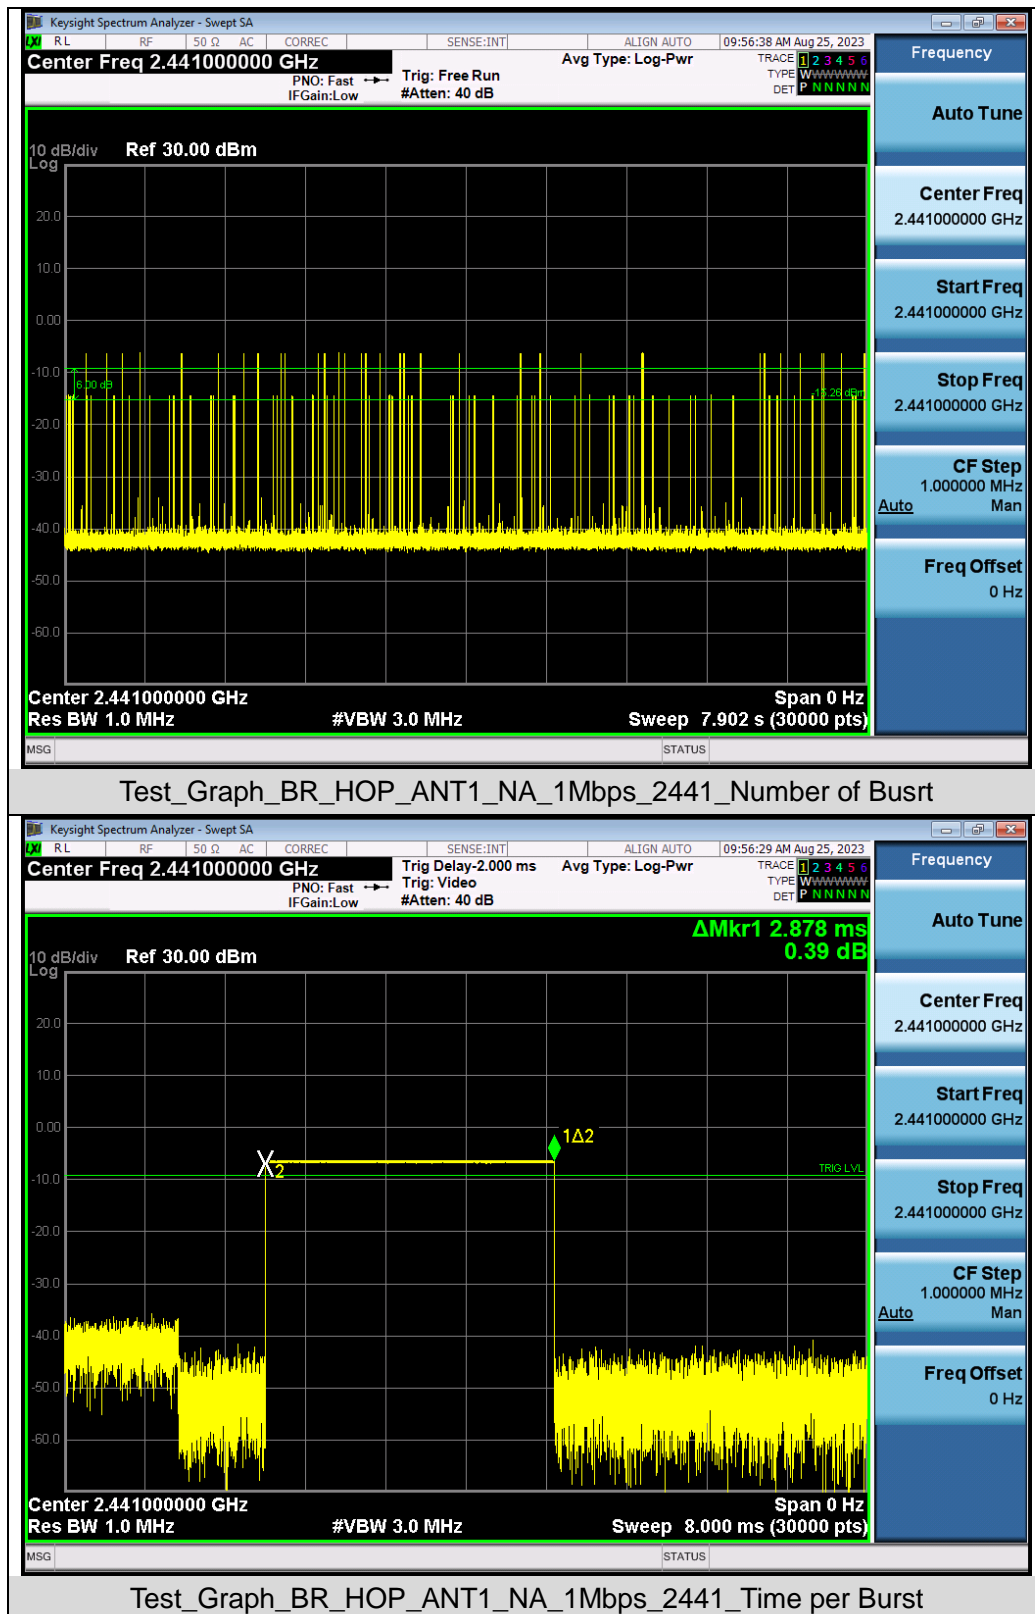 Keysight Spectrum Analyzer - Swept SA
LXI RL RF 50 Ω AC CORREC SENSE:INT ALIGN AUTO 09:56:38 AM Aug 25, 2023
Center Freq 2.441000000 GHz
PNO: Fast
IFGain:Low
Trig: Free Run
#Atten: 40 dB
Avg Type: Log-Pwr
TRACE 1 2 3 4 5 6
TYPE WWWWWW
DET P N N N N N
10 dB/div Ref 30.00 dBm
Log
20.0
10.0
0.00
-10.0
6.00 dB
-15.26 dBm
-20.0
-30.0
-40.0
-50.0
-60.0
Center 2.441000000 GHz Span 0 Hz
Res BW 1.0 MHz #VBW 3.0 MHz Sweep 7.902 s (30000 pts)
MSG STATUS
Frequency
Auto Tune
Center Freq
2.441000000 GHz
Start Freq
2.441000000 GHz
Stop Freq
2.441000000 GHz
CF Step
1.000000 MHz
Auto Man
Freq Offset
0 Hz
Test_Graph_BR_HOP_ANT1_NA_1Mbps_2441_Number of Busrt
Keysight Spectrum Analyzer - Swept SA
LXI RL RF 50 Ω AC CORREC SENSE:INT ALIGN AUTO 09:56:29 AM Aug 25, 2023
Center Freq 2.441000000 GHz
PNO: Fast
IFGain:Low
Trig Delay-2.000 ms
Trig: Video
#Atten: 40 dB
Avg Type: Log-Pwr
TRACE 1 2 3 4 5 6
TYPE WWWWWW
DET P N N N N N
ΔMkr1 2.878 ms
0.39 dB
10 dB/div Ref 30.00 dBm
Log
20.0
10.0
0.00
1Δ2
X2
TRIG LVL
-10.0
-20.0
-30.0
-40.0
-50.0
-60.0
Center 2.441000000 GHz Span 0 Hz
Res BW 1.0 MHz #VBW 3.0 MHz Sweep 8.000 ms (30000 pts)
MSG STATUS
Frequency
Auto Tune
Center Freq
2.441000000 GHz
Start Freq
2.441000000 GHz
Stop Freq
2.441000000 GHz
CF Step
1.000000 MHz
Auto Man
Freq Offset
0 Hz
Test_Graph_BR_HOP_ANT1_NA_1Mbps_2441_Time per Burst